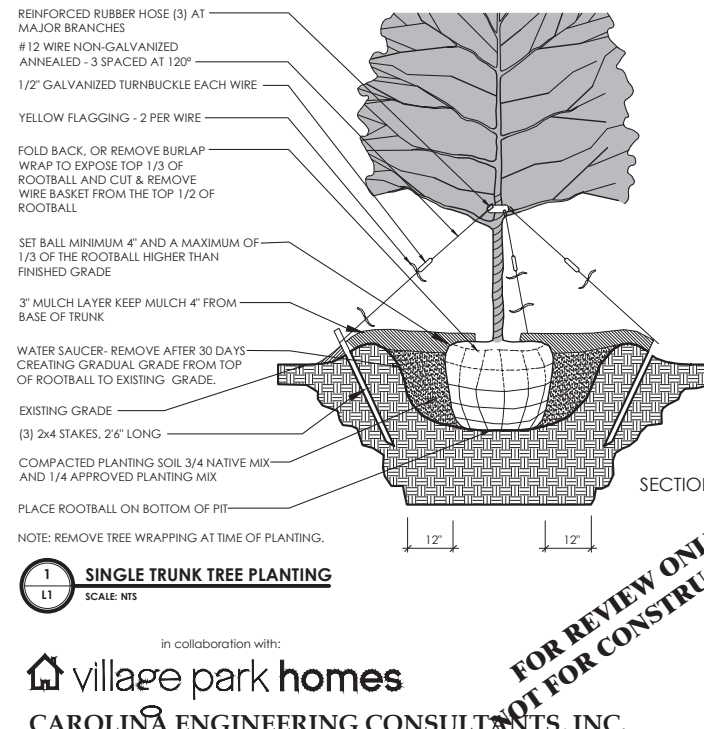 REINFORCED RUBBER HOSE (3) AT
MAJOR BRANCHES
#12 WIRE NON-GALVANIZED
ANNEALED - 3 SPACED AT 120º
1/2" GALVANIZED TURNBUCKLE EACH WIRE
YELLOW FLAGGING - 2 PER WIRE
FOLD BACK, OR REMOVE BURLAP
WRAP TO EXPOSE TOP 1/3 OF
ROOTBALL AND CUT & REMOVE
WIRE BASKET FROM THE TOP 1/2 OF
ROOTBALL
SET BALL MINIMUM 4" AND A MAXIMUM OF
1/3 OF THE ROOTBALL HIGHER THAN
FINISHED GRADE
3" MULCH LAYER KEEP MULCH 4" FROM
BASE OF TRUNK
WATER SAUCER- REMOVE AFTER 30 DAYS
CREATING GRADUAL GRADE FROM TOP
OF ROOTBALL TO EXISTING GRADE.
EXISTING GRADE
(3) 2x4 STAKES, 2'6" LONG
COMPACTED PLANTING SOIL 3/4 NATIVE MIX
AND 1/4 APPROVED PLANTING MIX
PLACE ROOTBALL ON BOTTOM OF PIT
SECTION
NOTE: REMOVE TREE WRAPPING AT TIME OF PLANTING.
12"
12"
1
L1
SINGLE TRUNK TREE PLANTING
SCALE: NTS
FOR REVIEW ONL
NOT FOR CONSTRU
in collaboration with:
village park homes
CAROLINA ENGINEERING CONSULTANTS, INC.